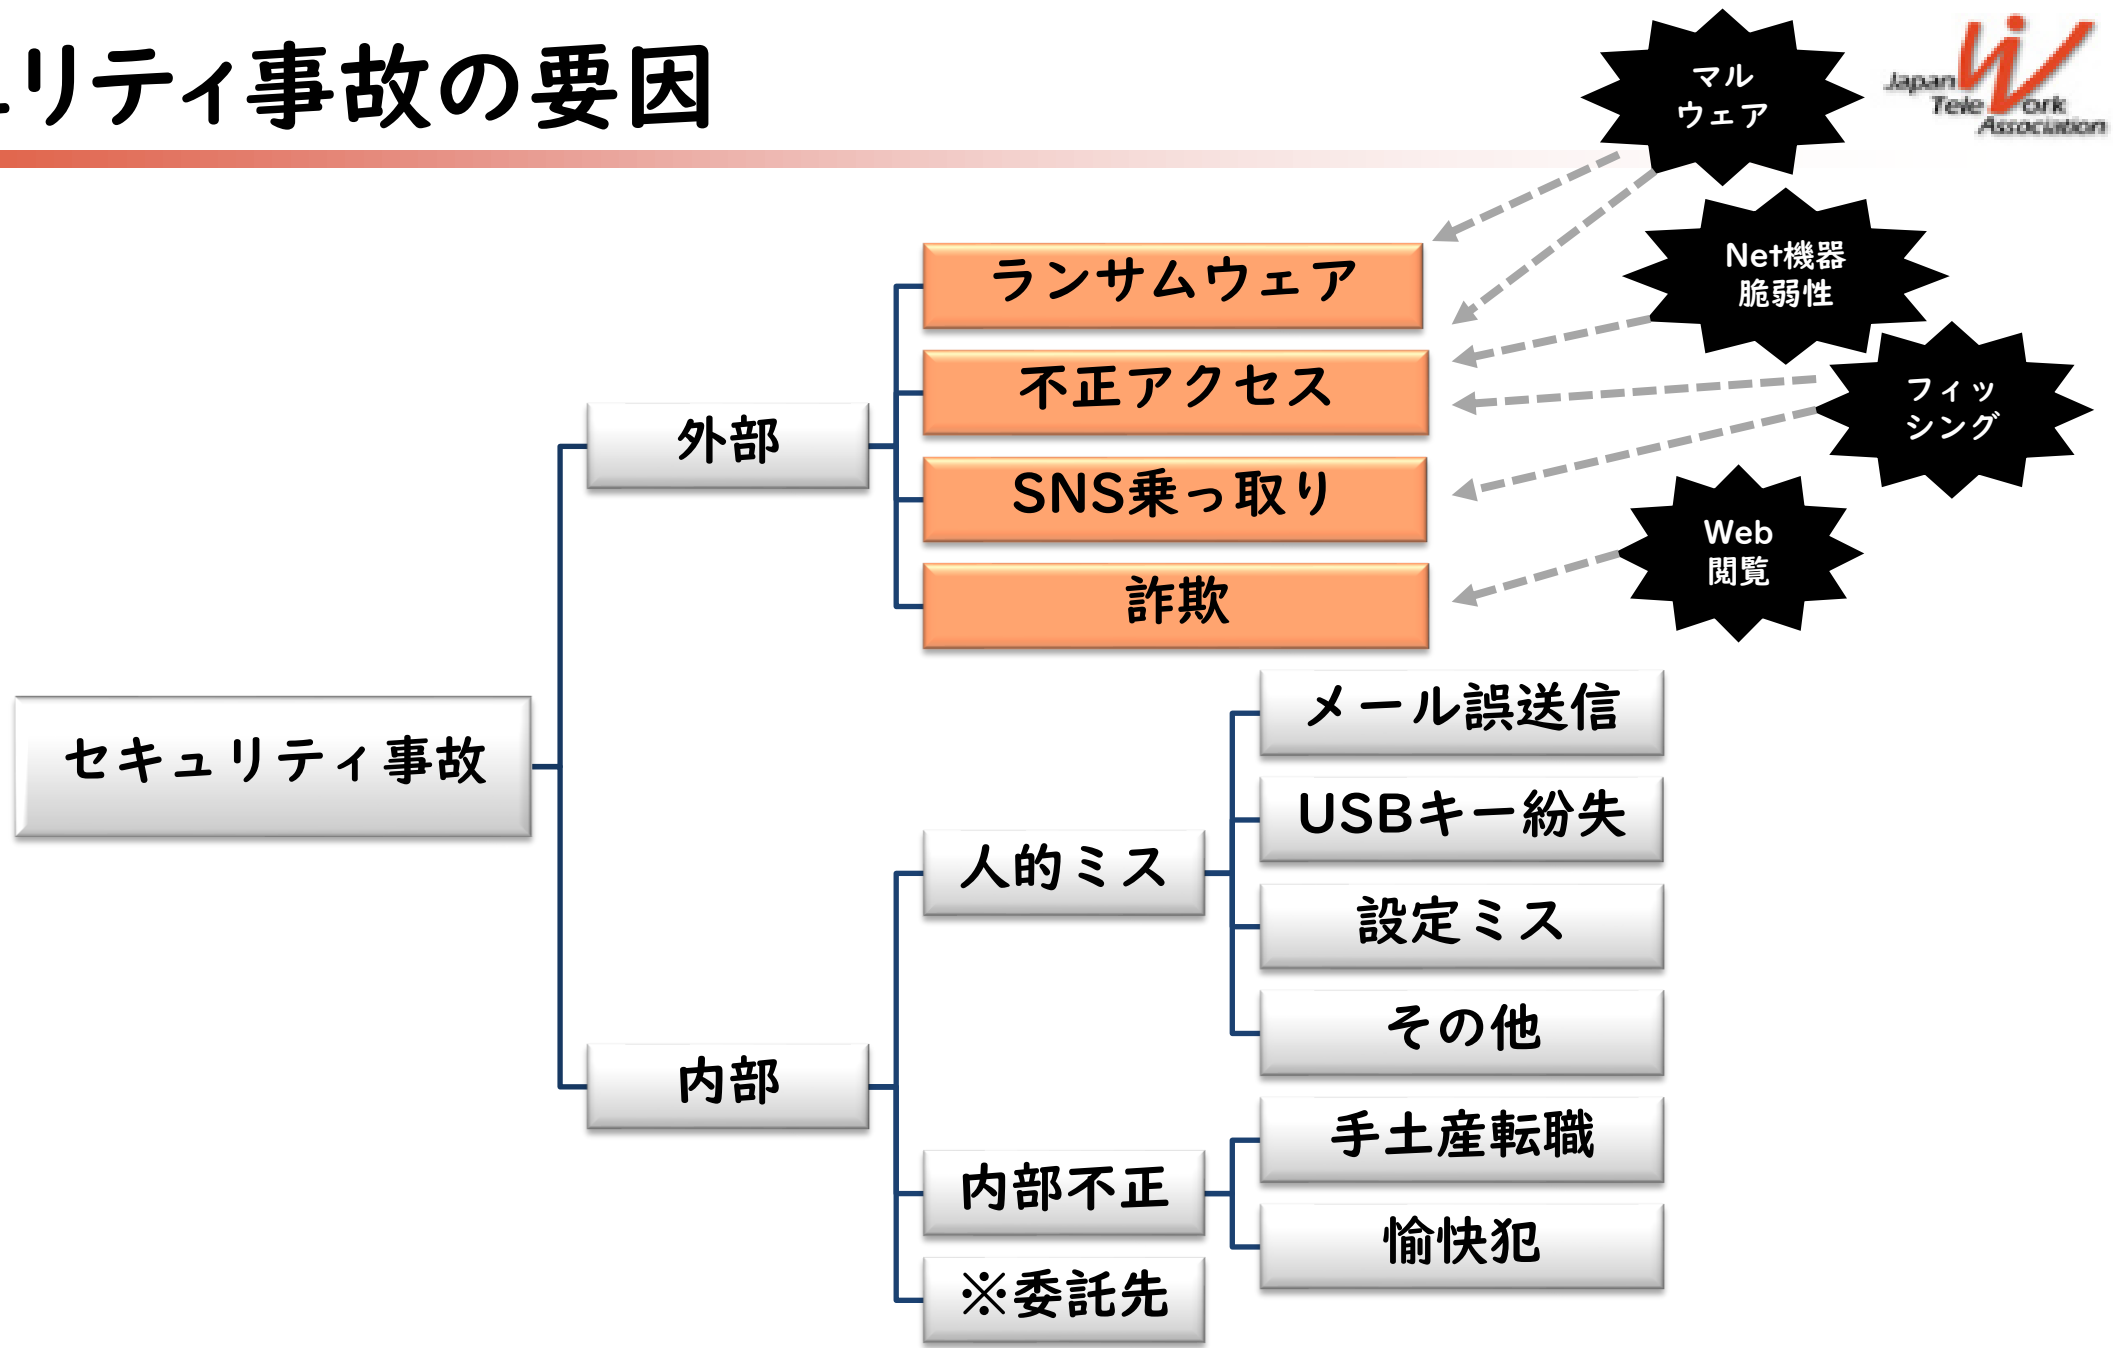 ュリティ事故の要因
マル
ウェア
Japan
Tele Work
Association
Net機器
脆弱性
フィッ
シング
Web
閲覧
ランサムウェア
不正アクセス
SNS乗っ取り
詐欺
外部
セキュリティ事故
内部
人的ミス
メール誤送信
USBキー紛失
設定ミス
その他
内部不正
手土産転職
愉快犯
※委託先